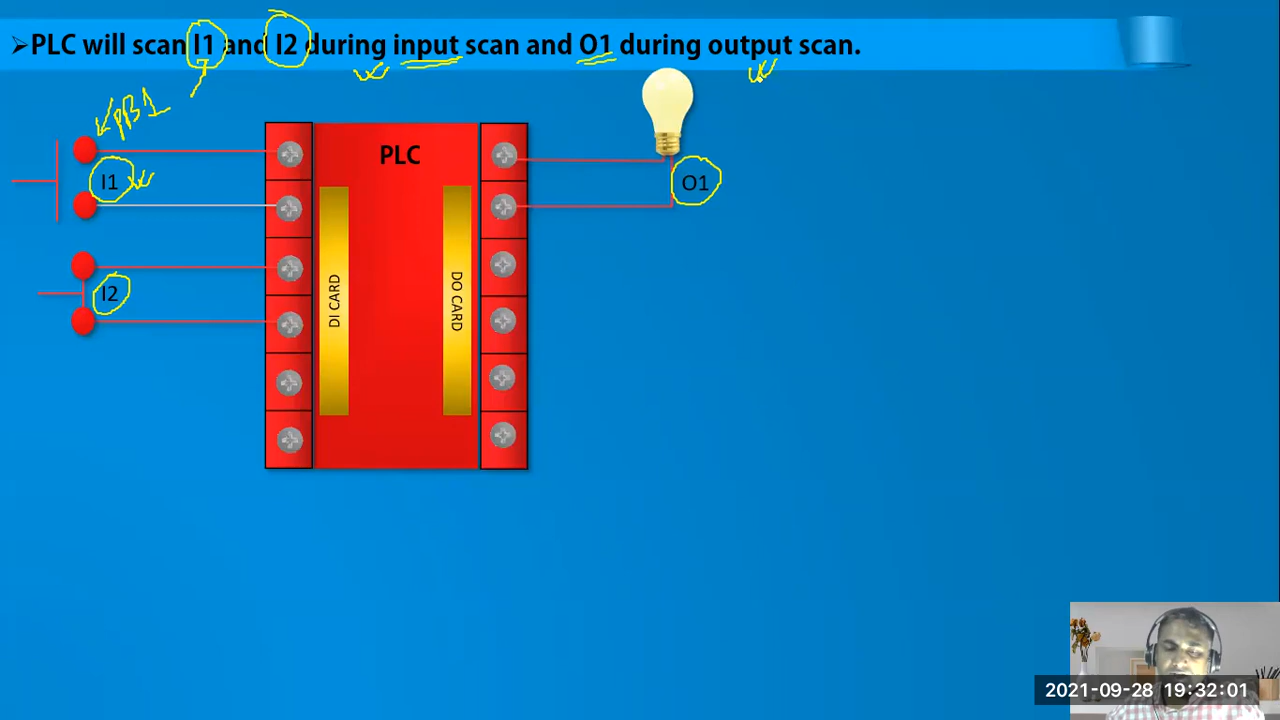 ➢PLC will scan I1 and I2 during input scan and O1 during output scan.
PB1
PLC
I1
O1
I2
DI CARD
DO CARD
2021-09-28 19:32:01